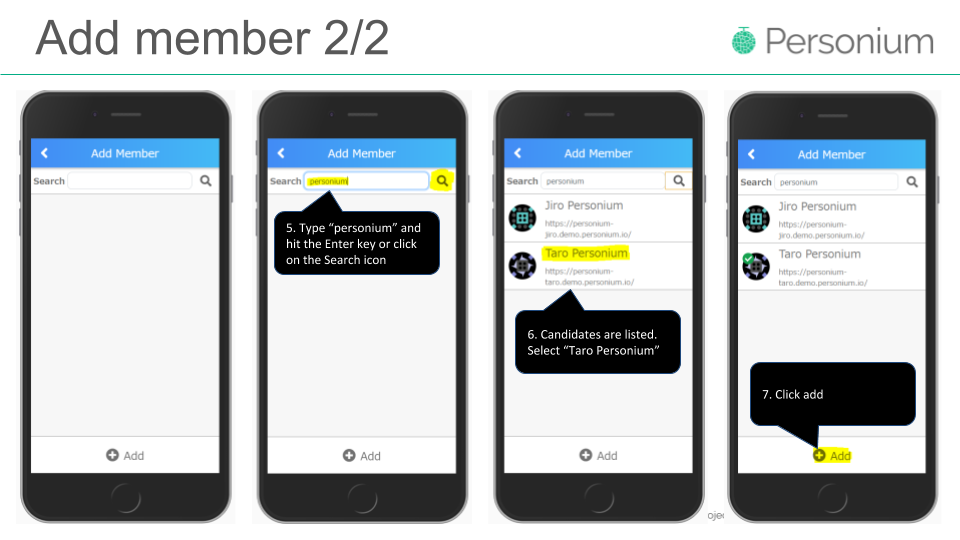 Add member 2/2
Personium
Add Member
Search
Add
Add Member
Search personium
5. Type “personium” and
hit the Enter key or click
on the Search icon
Add
Add Member
Search personium
Jiro Personium
https://personium-
jiro.demo.personium.io/
Taro Personium
https://personium-
taro.demo.personium.io/
6. Candidates are listed.
Select “Taro Personium”
Add
Add Member
Search personium
Jiro Personium
https://personium-
jiro.demo.personium.io/
Taro Personium
https://personium-
taro.demo.personium.io/
7. Click add
Add